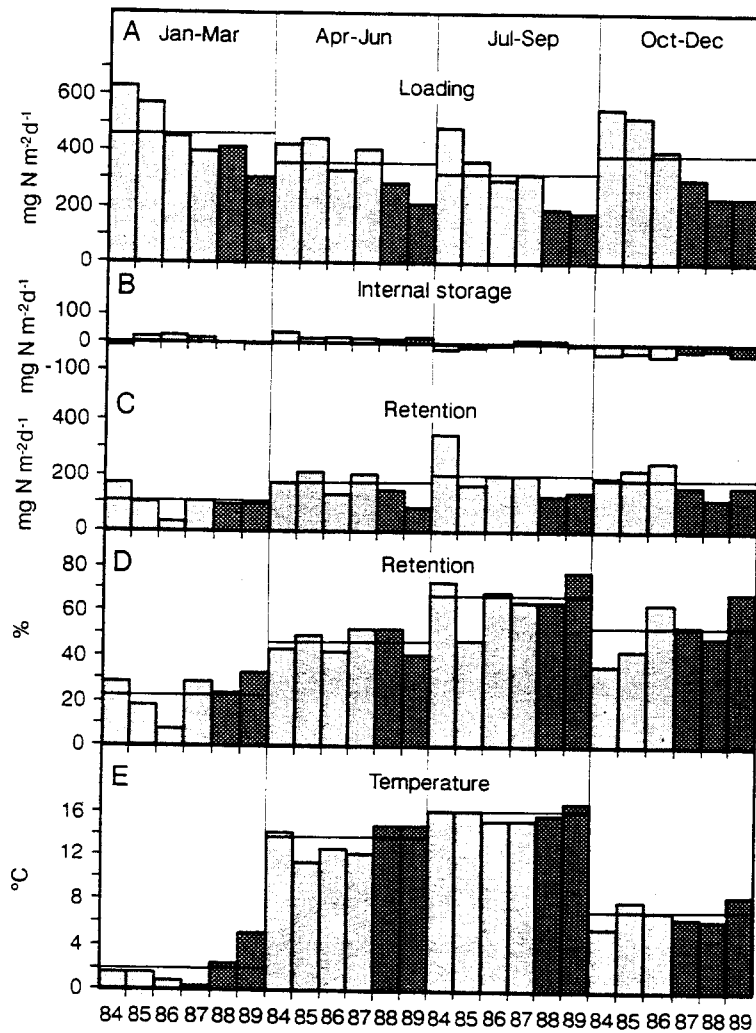 A Jan-Mar Apr-Jun Jul-Sep Oct-Dec
Loading
mg N m-2d-1
600
400
200
0
B Internal storage
mg N m-2d-1
100
0
-100
C Retention
mg N m-2d-1
400
200
0
D Retention
%
80
60
40
20
0
E Temperature
°C
16
12
8
4
0
84 85 86 87 88 89 84 85 86 87 88 89 84 85 86 87 88 89 84 85 86 87 88 89